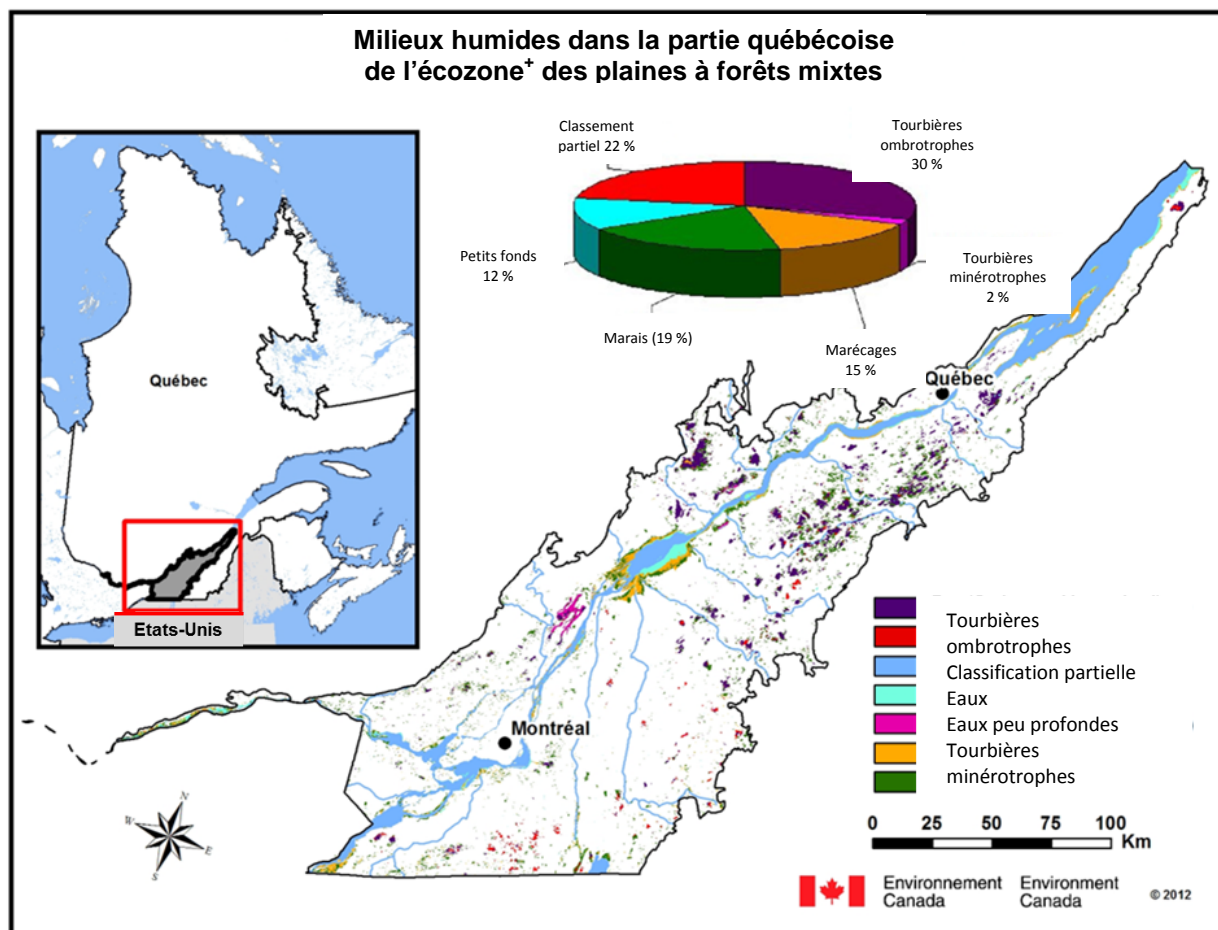 Milieux humides dans la partie québécoise
de l'écozone+ des plaines à forêts mixtes
Classement
partiel 22 %
Tourbières
ombrotrophes
30 %
Petits fonds
12 %
Tourbières
minérotrophes
2 %
Marais (19 %)
Marécages
15 %
Québec
Québec
Etats-Unis
Montréal
Tourbières
ombrotrophes
Classification partielle
Eaux
Eaux peu profondes
Tourbières
minérotrophes
N
W
E
S
0 25 50 75 100
Km
Environnement Environment
Canada Canada
© 2012